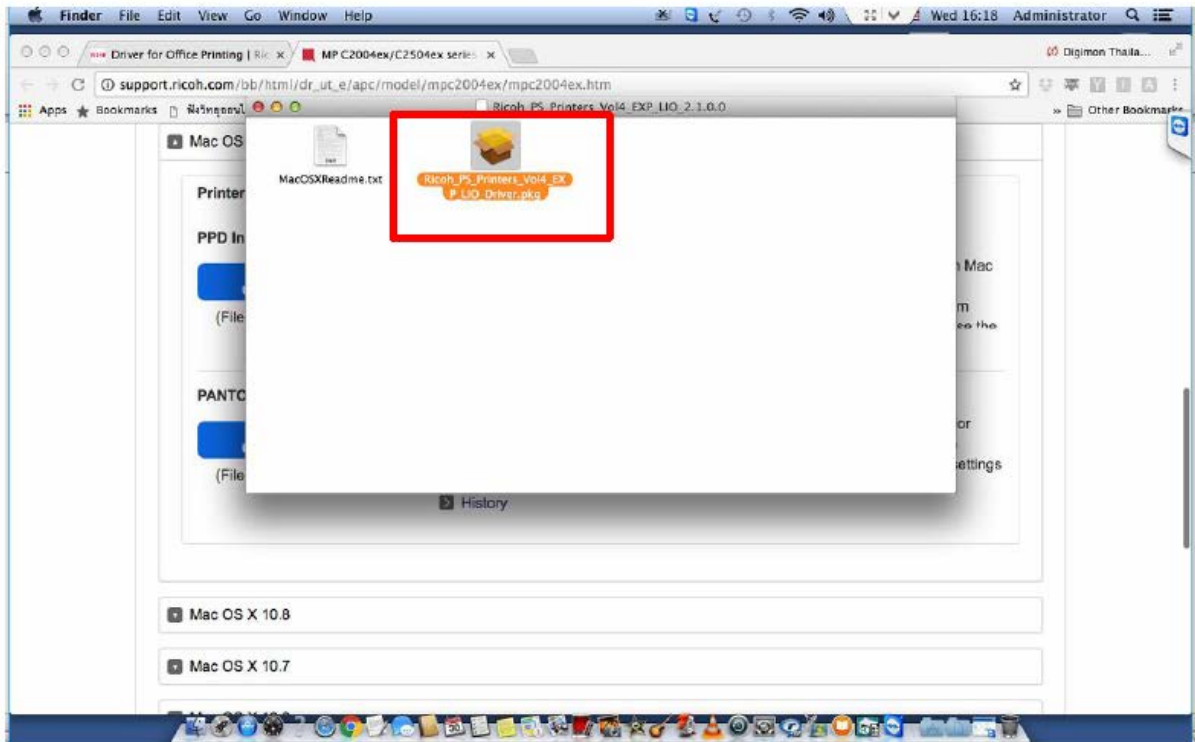 Finder File Edit View Go Window Help Wed 16:18 Administrator
Driver for Office Printing | Ric x MP C2004ex/C2504ex series x Digimon Thaila...
support.ricoh.com/bb/html/dr_ut_e/apc/model/mpc2004ex/mpc2004ex.htm
Apps Bookmarks Ricoh_PS_Printers_Vol4_EXP_LIO_2.1.0.0 » Other Bookmarks
Mac OS
MacOSXReadme.txt
Ricoh_PS_Printers_Vol4_EX
P_LIO_Driver.pkg
Printer
PPD In
n Mac
(File
m
see the
PANTO
or
(File
settings
History
Mac OS X 10.8
Mac OS X 10.7